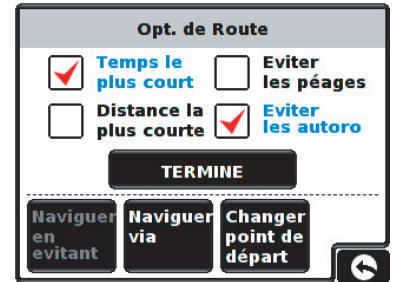 Opt. de Route
Temps le
plus court
Eviter
les péages
Distance la
plus courte
Eviter
les autoro
TERMINE
Naviguer
en
evitant
Naviguer
via
Changer
point de
départ